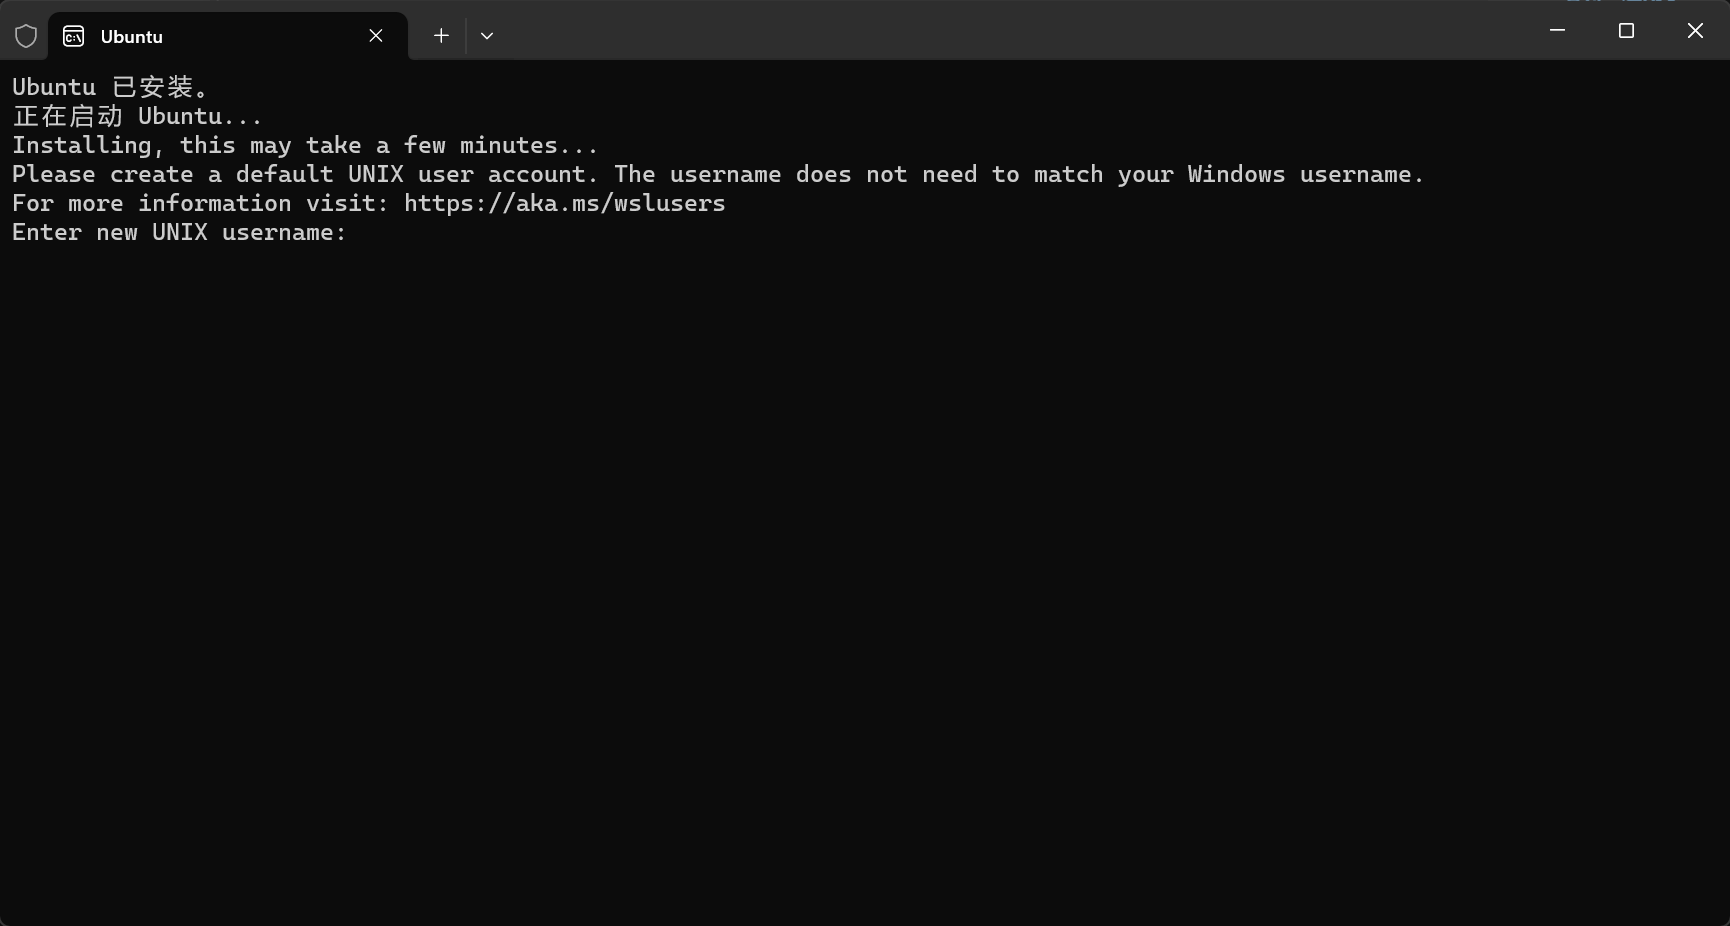 Ubuntu
Ubuntu 已安装。
正在启动 Ubuntu...
Installing, this may take a few minutes...
Please create a default UNIX user account. The username does not need to match your Windows username.
For more information visit: https://aka.ms/wslusers
Enter new UNIX username: